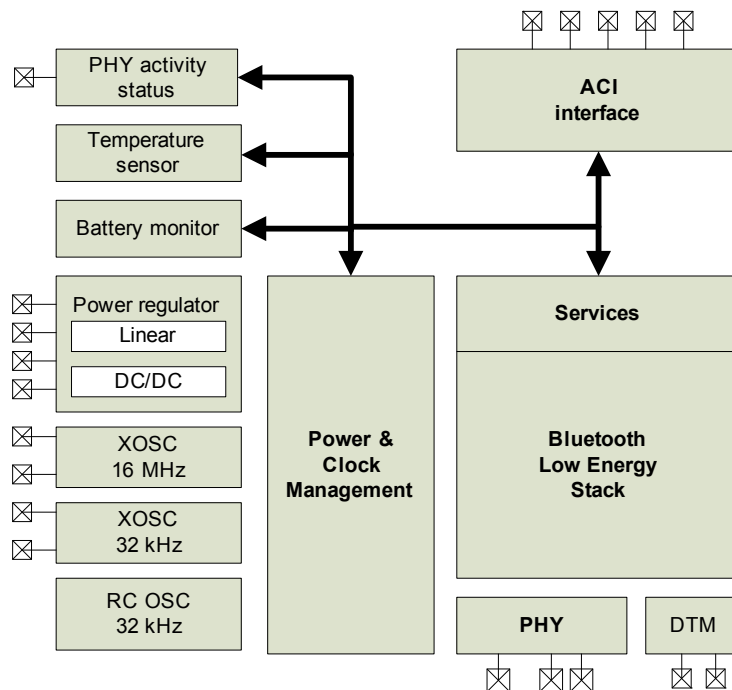 PHY activity
status
Temperature
sensor
Battery monitor
Power regulator
Linear
DC/DC
XOSC
16 MHz
XOSC
32 kHz
RC OSC
32 kHz
Power &
Clock
Management
ACI
interface
Services
Bluetooth
Low Energy
Stack
PHY
DTM